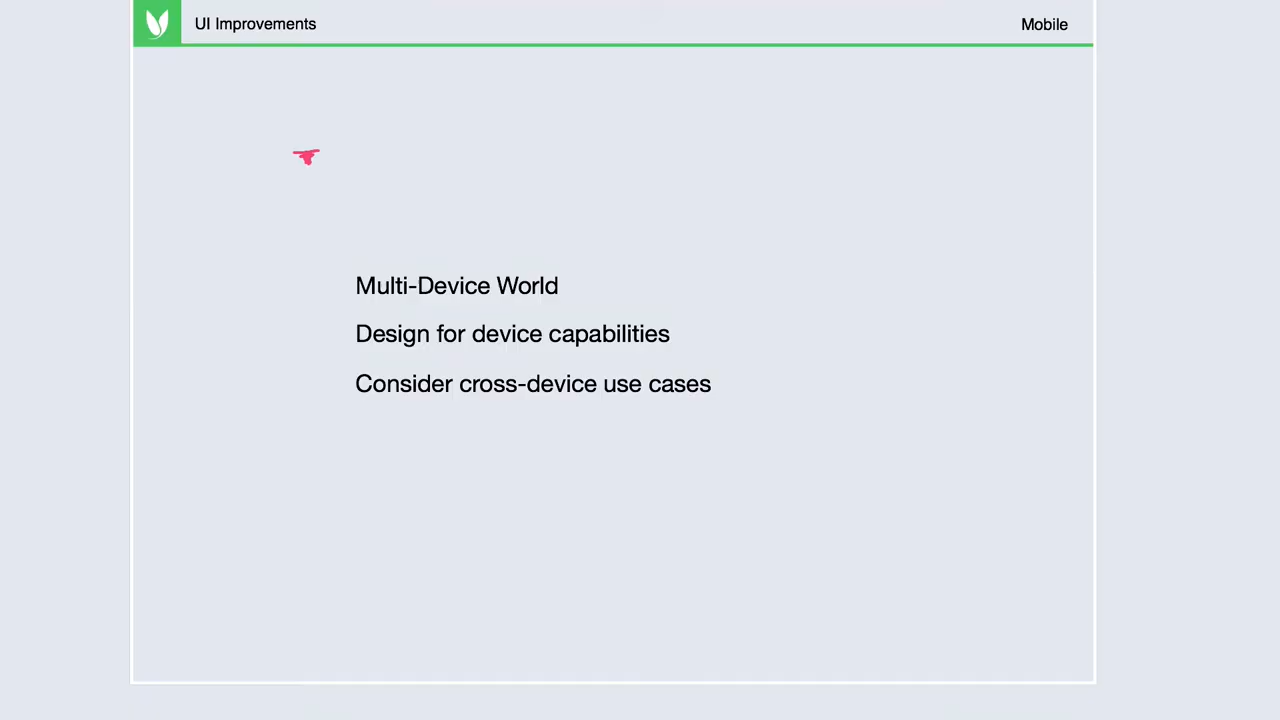 UI Improvements
Mobile
Multi-Device World
Design for device capabilities
Consider cross-device use cases